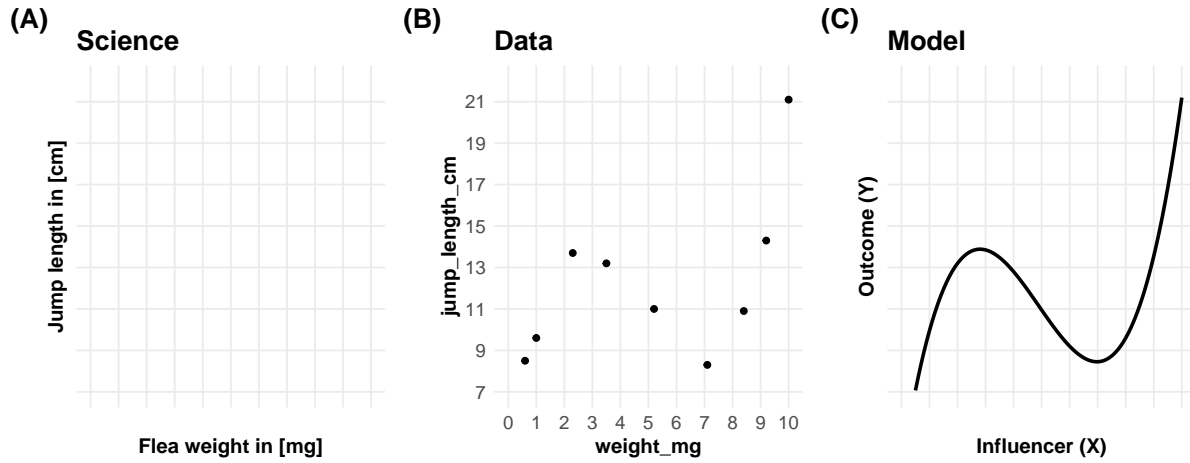 (A)
Science
Jump length in [cm]
Flea weight in [mg]
(B)
Data
jump_length_cm
21
19
17
15
13
11
9
7
0 1 2 3 4 5 6 7 8 9 10
weight_mg
(C)
Model
Outcome (Y)
Influencer (X)